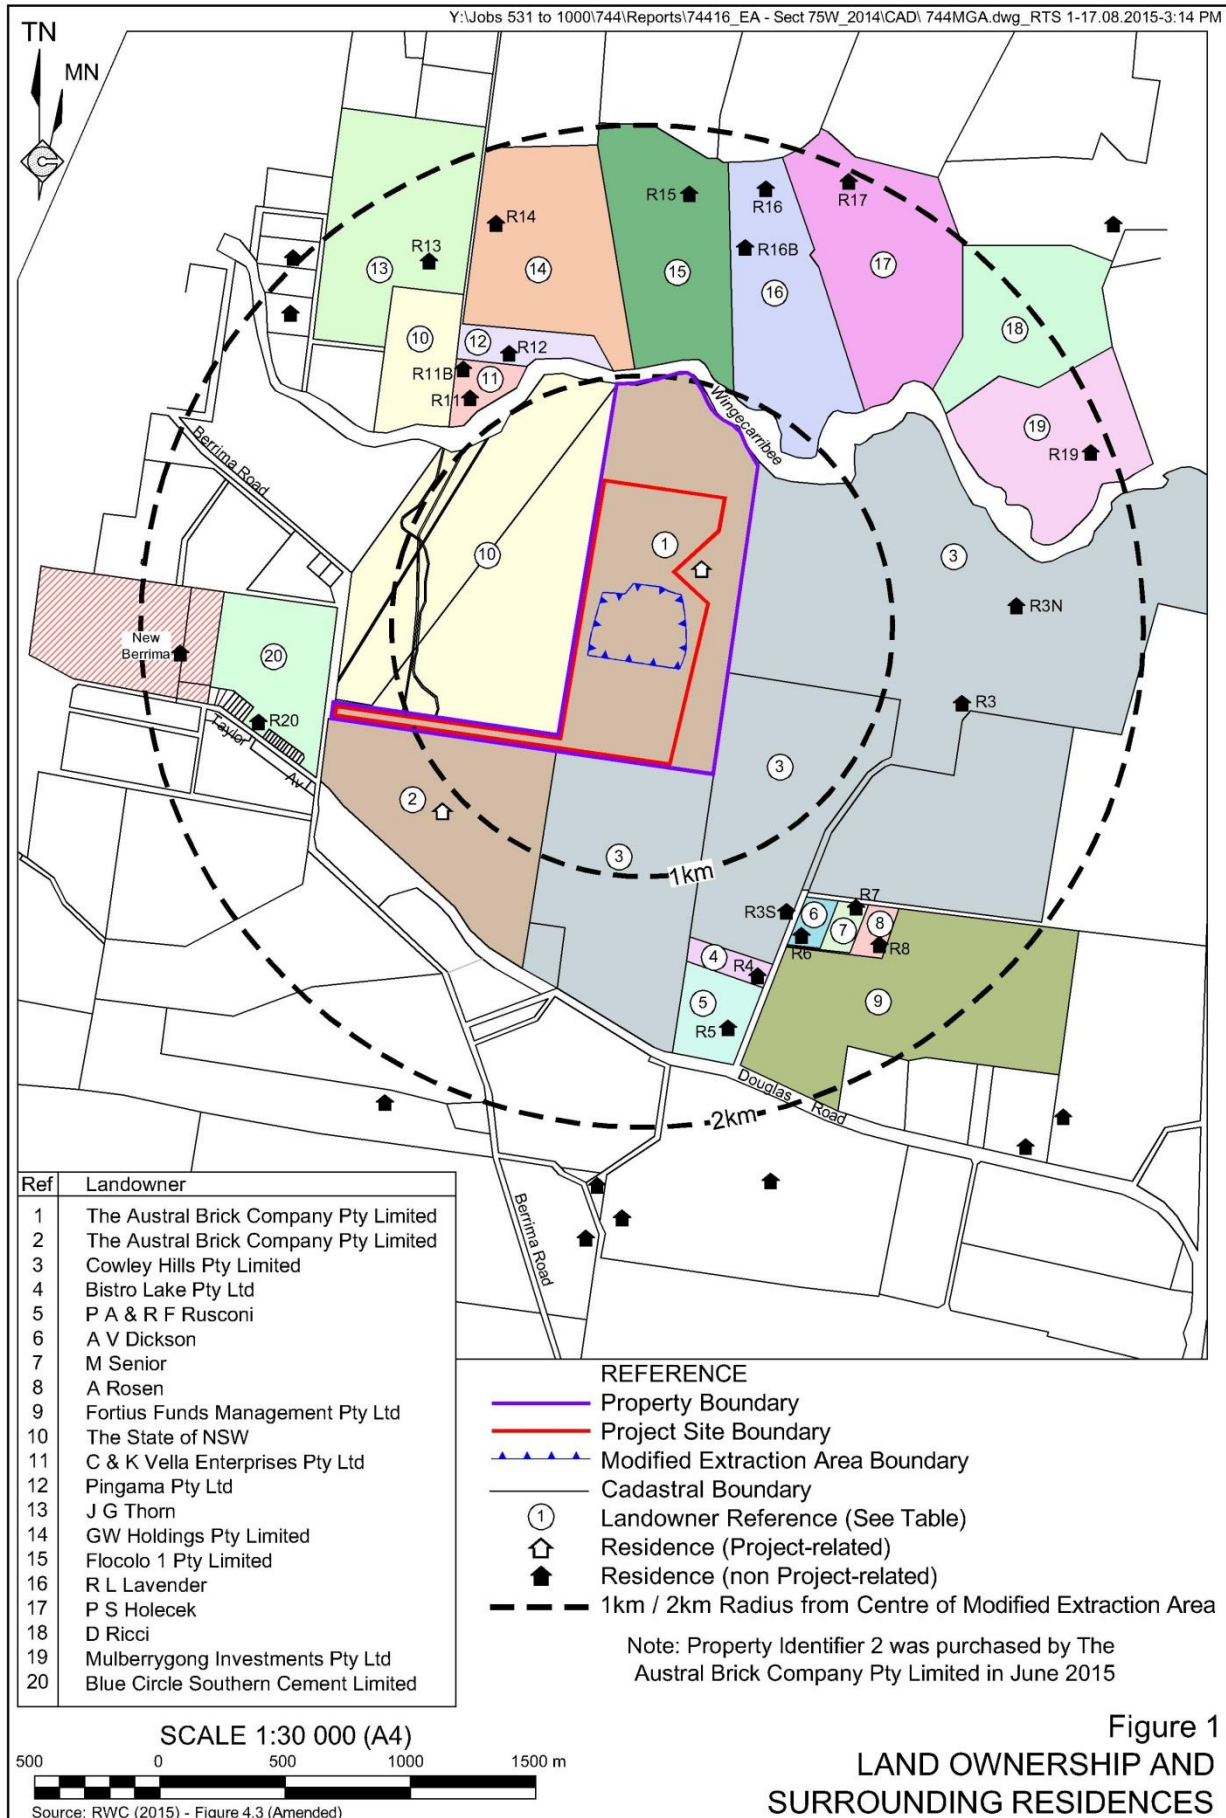 Y:\Jobs 531 to 1000\744\Reports\74416_EA - Sect 75W_2014\CAD\ 744MGA.dwg_RTS 1-17.08.2015-3:14 PM
TN
MN
R14
R15
R16
R17
R13
R16B
13
14
15
16
17
18
10
12
R12
R11B
11
R11
Wingecarribee
19
R19
Berrima Road
10
1
3
R3N
New
Berrima
20
R20
R3
Taylor
Av
2
3
3
1km
R3S
6
R7
7
8
R6
R8
4
R4
5
R5
9
Douglas Road
2km
Berrima Road
Ref Landowner
1 The Austral Brick Company Pty Limited
2 The Austral Brick Company Pty Limited
3 Cowley Hills Pty Limited
4 Bistro Lake Pty Ltd
5 P A & R F Rusconi
6 A V Dickson
7 M Senior
8 A Rosen
9 Fortius Funds Management Pty Ltd
10 The State of NSW
11 C & K Vella Enterprises Pty Ltd
12 Pingama Pty Ltd
13 J G Thorn
14 GW Holdings Pty Limited
15 Flocolo 1 Pty Limited
16 R L Lavender
17 P S Holecek
18 D Ricci
19 Mulberrygong Investments Pty Ltd
20 Blue Circle Southern Cement Limited
REFERENCE
Property Boundary
Project Site Boundary
Modified Extraction Area Boundary
Cadastral Boundary
1 Landowner Reference (See Table)
Residence (Project-related)
Residence (non Project-related)
1km / 2km Radius from Centre of Modified Extraction Area
Note: Property Identifier 2 was purchased by The
Austral Brick Company Pty Limited in June 2015
SCALE 1:30 000 (A4)
500 0 500 1000 1500 m
Source: RWC (2015) - Figure 4.3 (Amended)
Figure 1
LAND OWNERSHIP AND
SURROUNDING RESIDENCES